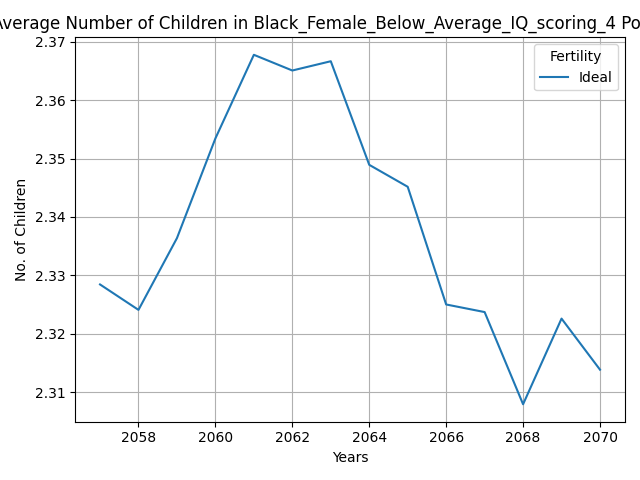 Average Number of Children in Black_Female_Below_Average_IQ_scoring_4 Po
Fertility
Ideal
2.37
2.36
2.35
2.34
2.33
2.32
2.31
No. of Children
2058 2060 2062 2064 2066 2068 2070
Years